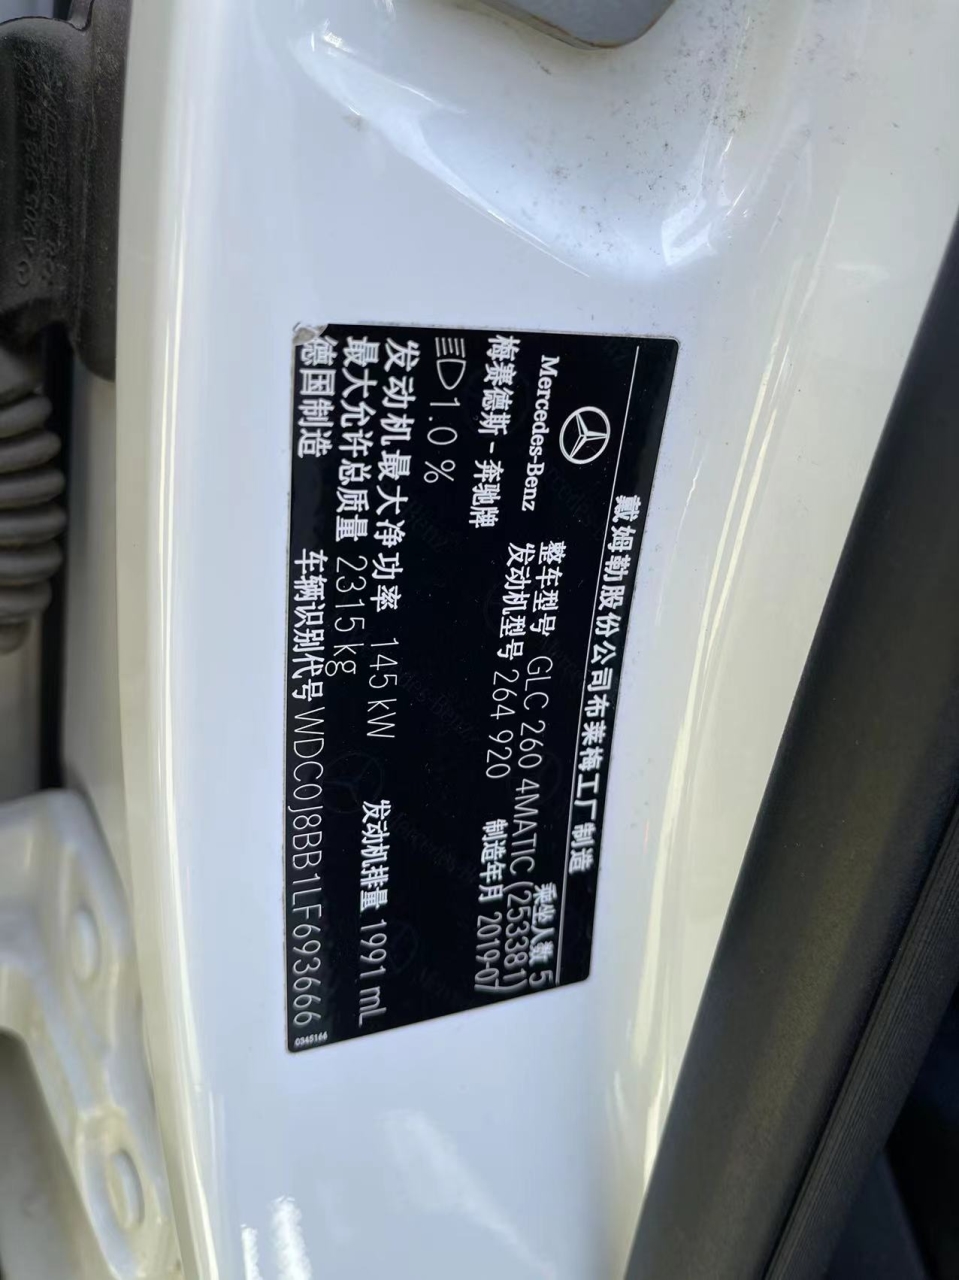 戴姆勒股份公司布莱梅工厂制造
Mercedes-Benz
梅赛德斯-奔驰牌
乘坐人数 5
整车型号 GLC 260 4MATIC (253381)
发动机型号 264 920
制造年月 2019-07
1.0 %
发动机最大净功率 145 kW
发动机排量 1991 mL
最大允许总质量 2315 kg
德国制造
车辆识别代号 WDC0J8BB1LF693666
0345166